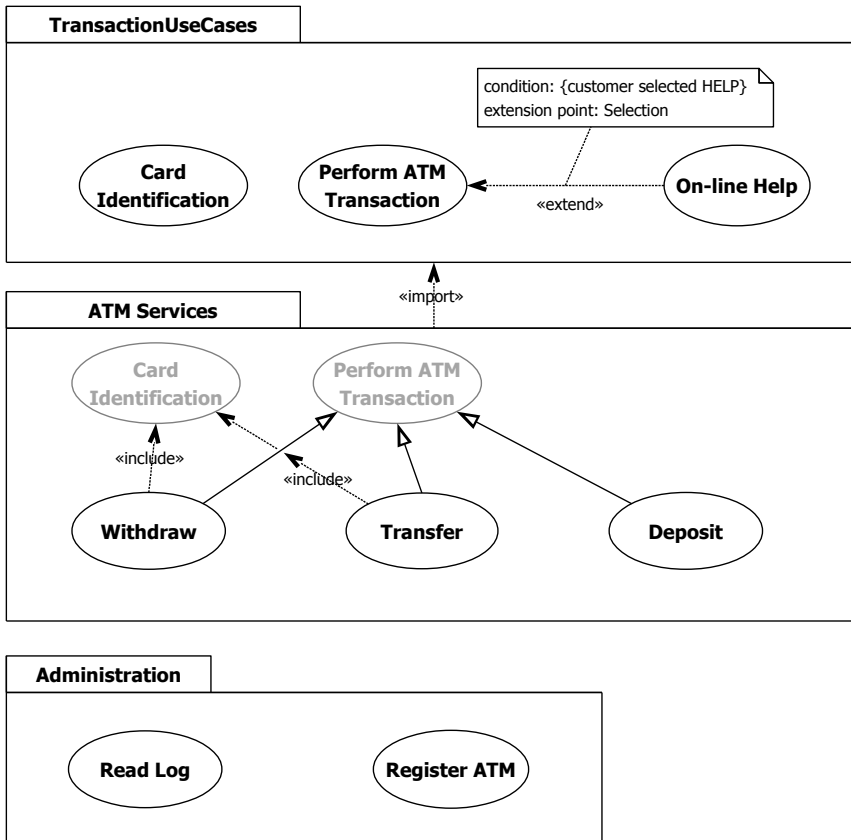 TransactionUseCases
condition: {customer selected HELP}
extension point: Selection
Card
Identification
Perform ATM
Transaction
On-line Help
«extend»
«import»
ATM Services
Card
Identification
Perform ATM
Transaction
«include»
«include»
Withdraw
Transfer
Deposit
Administration
Read Log
Register ATM